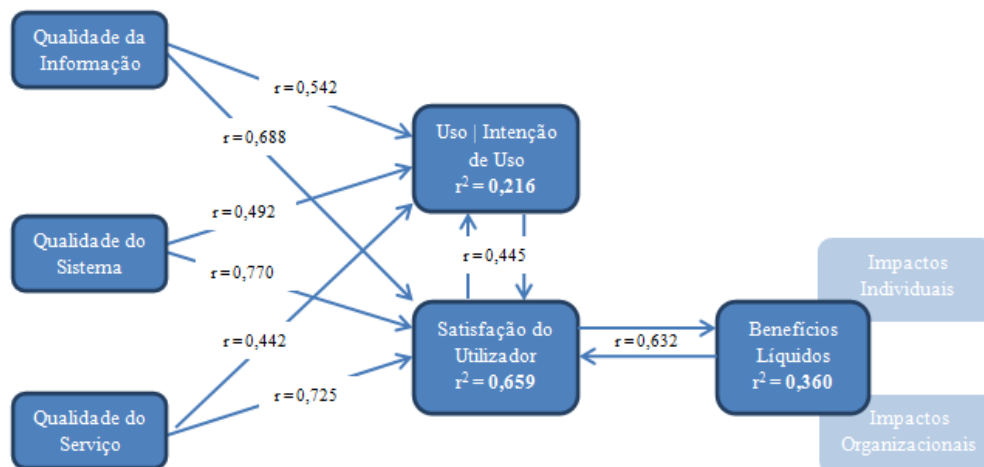 Qualidade da
Informação
r = 0,542
r = 0,688
Uso | Intenção
de Uso
r² = 0,216
Qualidade do
Sistema
r = 0,492
r = 0,770
r = 0,445
Impactos
Individuais
Satisfação do
Utilizador
r² = 0,659
r = 0,632
Benefícios
Líquidos
r² = 0,360
r = 0,442
r = 0,725
Qualidade do
Serviço
Impactos
Organizacionais